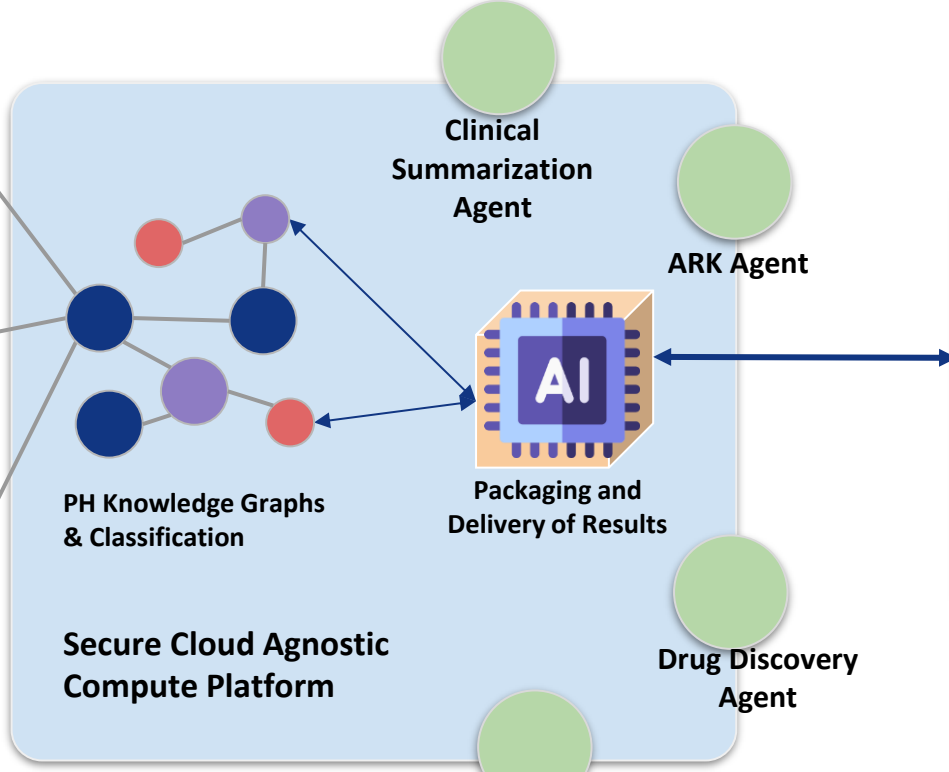 Clinical
Summarization
Agent
ARK Agent
AI
PH Knowledge Graphs
& Classification
Packaging and
Delivery of Results
Secure Cloud Agnostic
Compute Platform
Drug Discovery
Agent